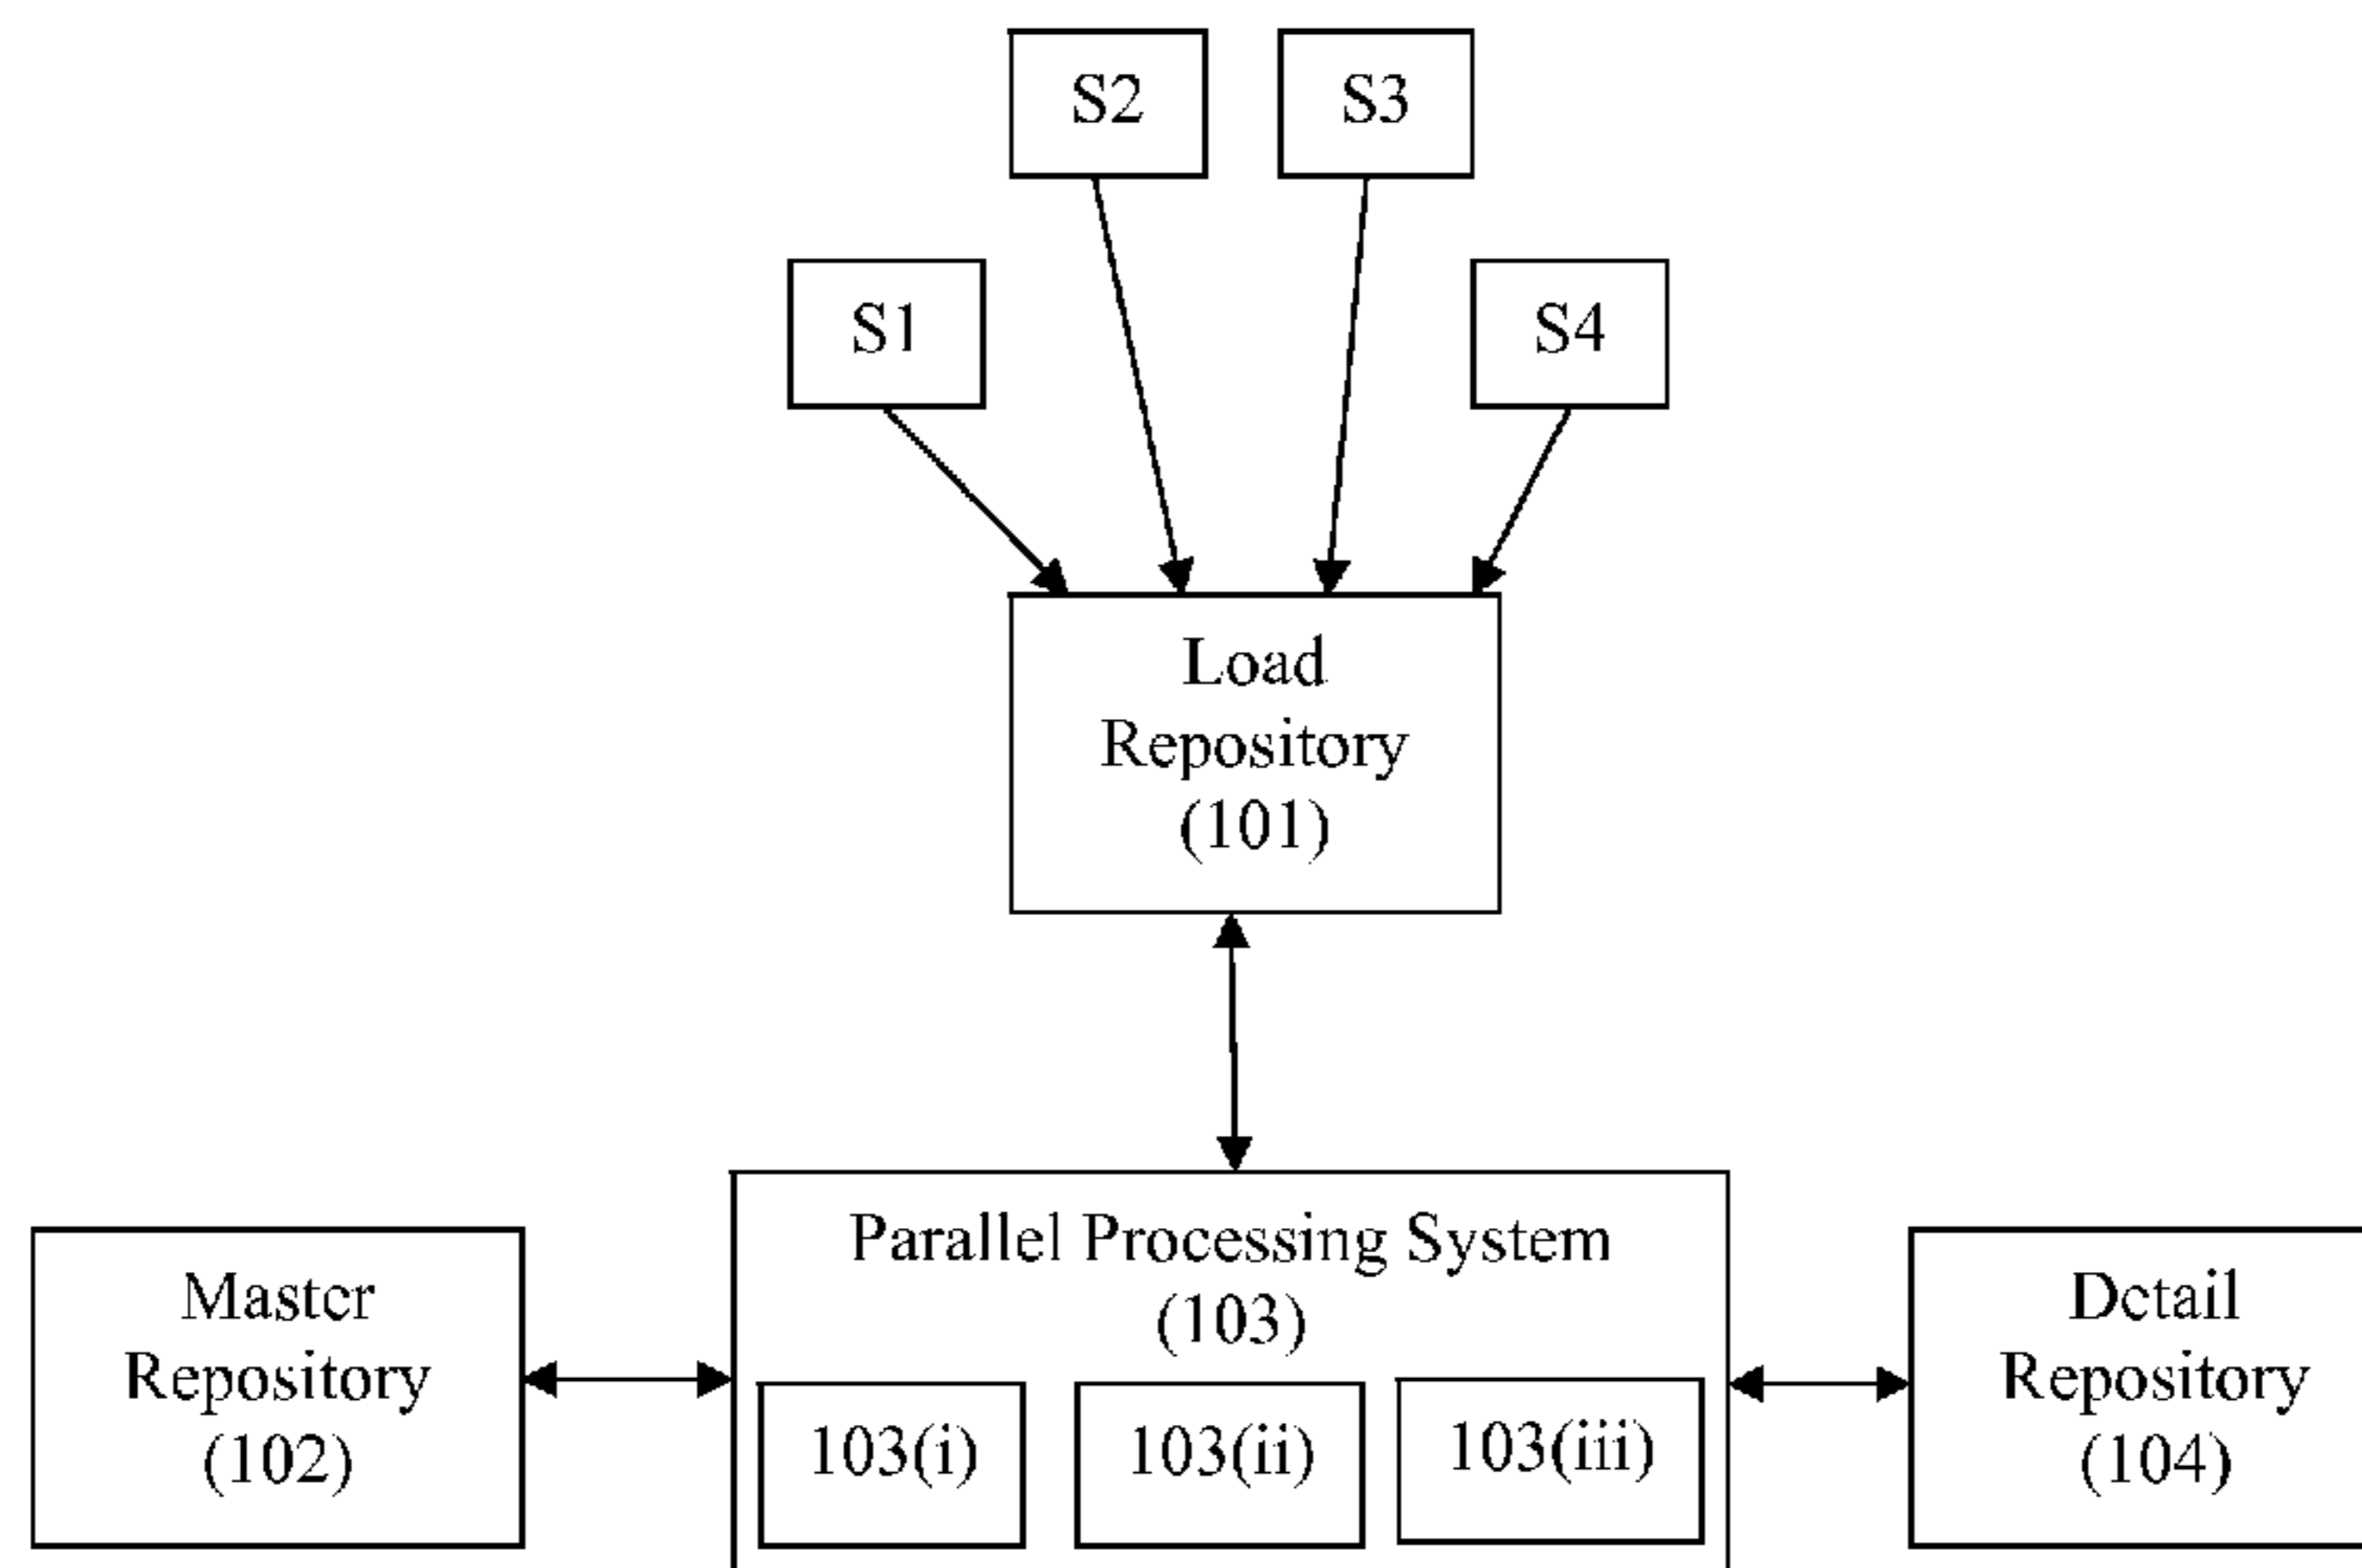 S2
S3
S1
S4
Load
Repository
(101)
Parallel Processing System
(103)
Master
Repository
(102)
103(i)
103(ii)
103(iii)
Detail
Repository
(104)